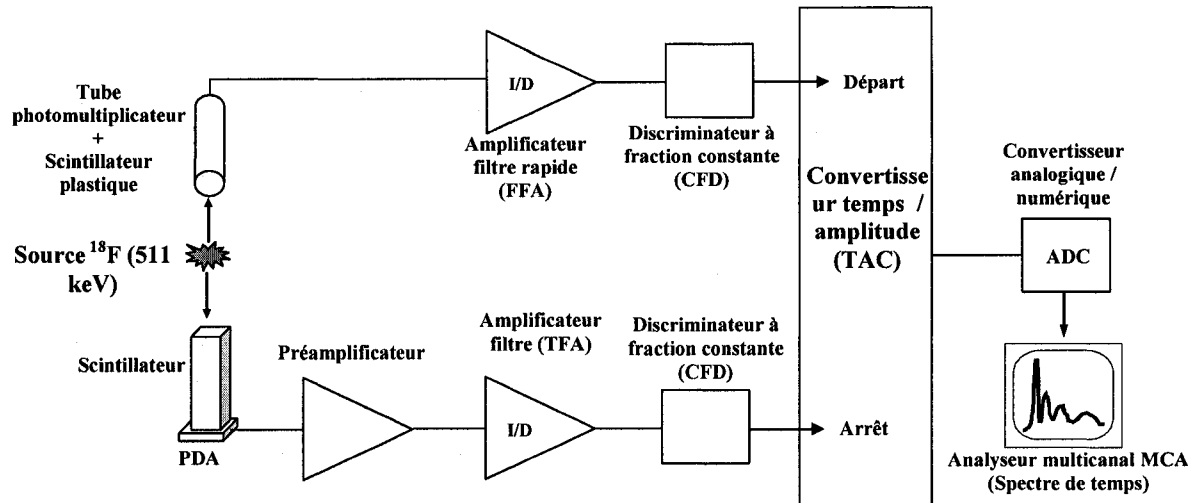 Tube
photomultiplicateur
+
Scintillateur
plastique
I/D
Amplificateur
filtre rapide
(FFA)
Discriminateur à
fraction constante
(CFD)
Départ
Source ¹⁸F (511
keV)
Convertisse
ur temps /
amplitude
(TAC)
Convertisseur
analogique /
numérique
ADC
Scintillateur
PDA
Préamplificateur
Amplificateur
filtre (TFA)
I/D
Discriminateur à
fraction constante
(CFD)
Arrêt
Analyseur multicanal MCA
(Spectre de temps)